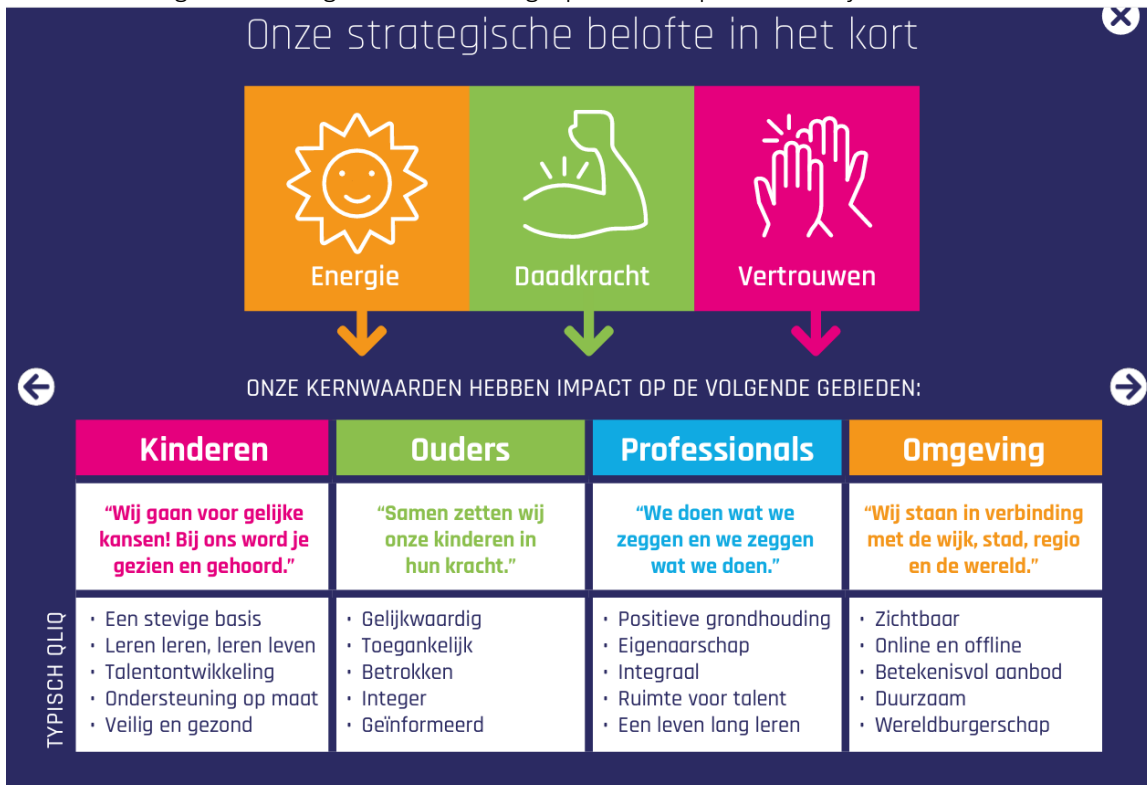 Onze strategische belofte in het kort
Energie
Daadkracht
Vertrouwen
ONZE KERNWAARDEN HEBBEN IMPACT OP DE VOLGENDE GEBIEDEN:
Kinderen
Ouders
Professionals
Omgeving
“Wij gaan voor gelijke
kansen! Bij ons word je
gezien en gehoord.”
“Samen zetten wij
onze kinderen in
hun kracht.”
“We doen wat we
zeggen en we zeggen
wat we doen.”
“Wij staan in verbinding
met de wijk, stad, regio
en de wereld.”
TYPISCH QLIQ
· Een stevige basis
· Leren leren, leren leven
· Talentontwikkeling
· Ondersteuning op maat
· Veilig en gezond
· Gelijkwaardig
· Toegankelijk
· Betrokken
· Integer
· Geïnformeerd
· Positieve grondhouding
· Eigenaarschap
· Integraal
· Ruimte voor talent
· Een leven lang leren
· Zichtbaar
· Online en offline
· Betekenisvol aanbod
· Duurzaam
· Wereldburgerschap